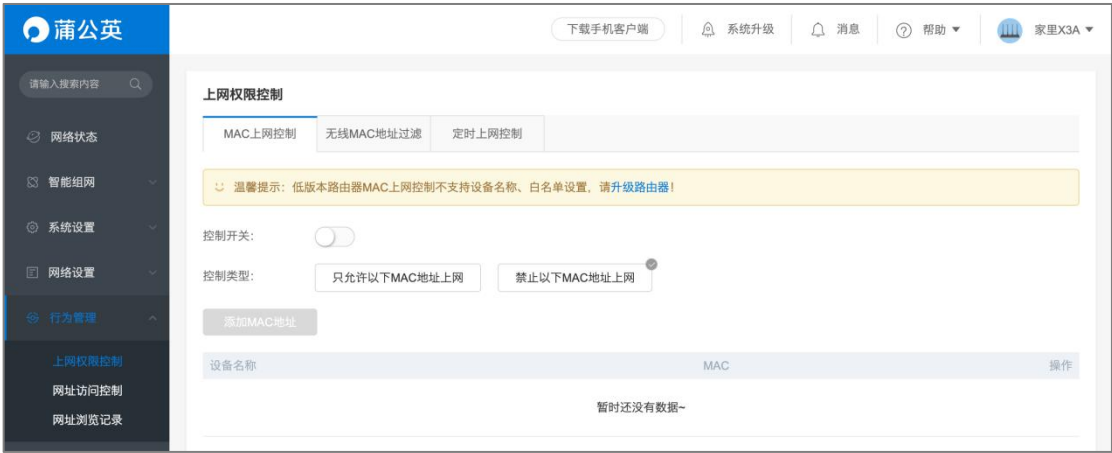 蒲公英
下载手机客户端 系统升级 消息 帮助 家里X3A
请输入搜索内容
网络状态
智能组网
系统设置
网络设置
行为管理
上网权限控制
网址访问控制
网址浏览记录
上网权限控制
MAC上网控制 无线MAC地址过滤 定时上网控制
温馨提示：低版本路由器MAC上网控制不支持设备名称、白名单设置，请升级路由器！
控制开关：
控制类型： 只允许以下MAC地址上网 禁止以下MAC地址上网
添加MAC地址
设备名称 MAC 操作
暂时还没有数据~